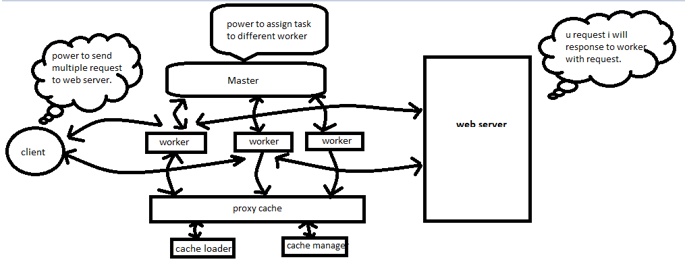 power to assign task
to different worker
u request i will
response to worker
with request.
power to send
multiple request
to web server.
Master
web server
client
worker
worker
worker
proxy cache
cache loader
cache manager